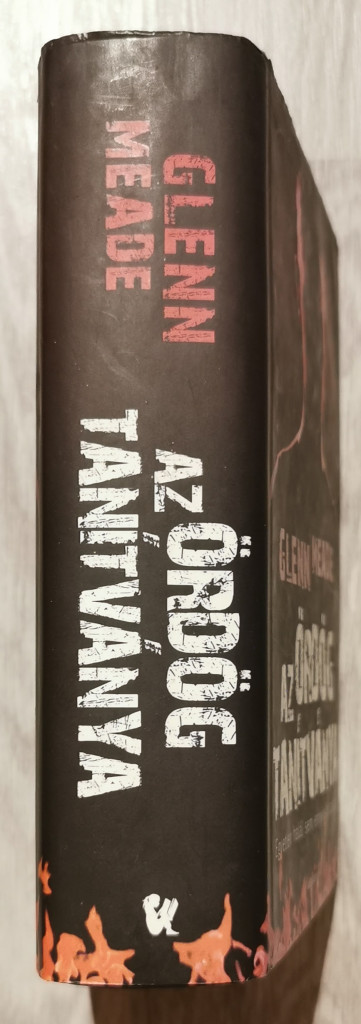 GLENN
MEADE
AZ ÖRDÖG
TANÍTVÁNYA
GLENN MEADE
AZ ÖRDÖG
TANÍTVÁNYA